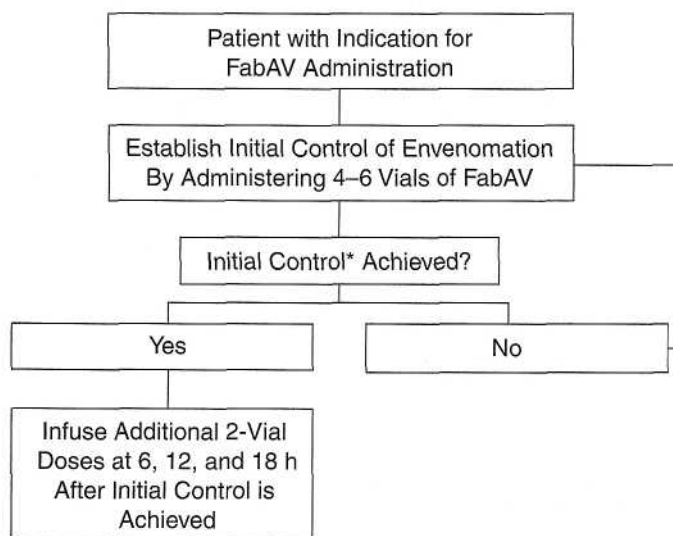 Patient with Indication for
FabAV Administration
Establish Initial Control of Envenomation
By Administering 4–6 Vials of FabAV
Initial Control* Achieved?
Yes
No
Infuse Additional 2-Vial
Doses at 6, 12, and 18 h
After Initial Control is
Achieved